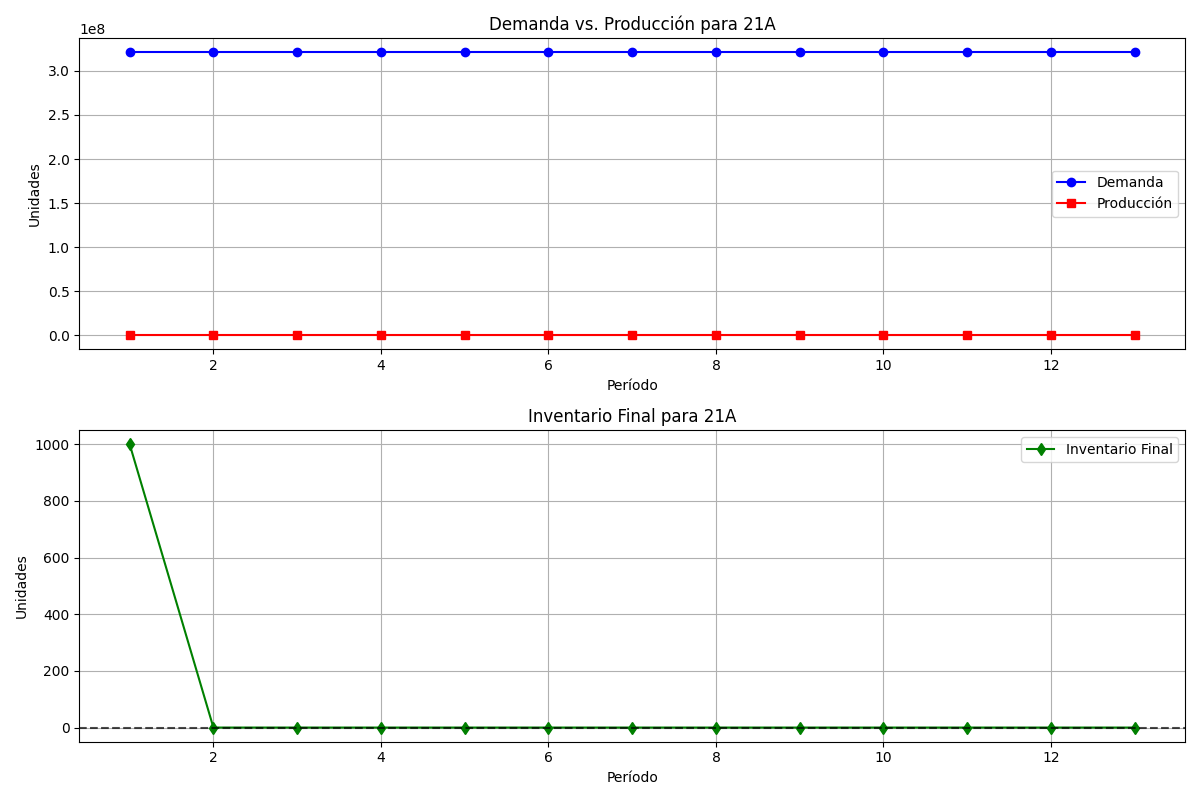 Demanda vs. Producción para 21A
1e8
3.0
2.5
2.0
1.5
1.0
0.5
0.0
Unidades
Demanda
Producción
2 4 6 8 10 12
Período
Inventario Final para 21A
1000
800
600
400
200
0
Unidades
Inventario Final
2 4 6 8 10 12
Período